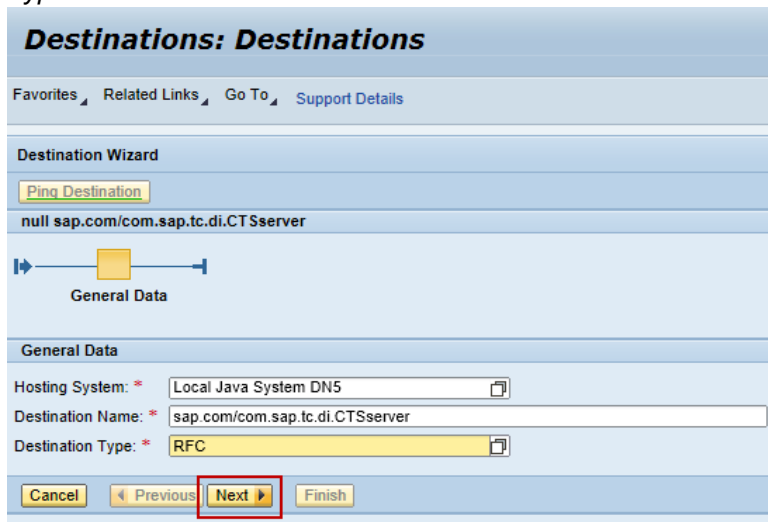 Destinations: Destinations
Favorites Related Links Go To Support Details
Destination Wizard
Ping Destination
null sap.com/com.sap.tc.di.CTSserver
General Data
General Data
Hosting System: * Local Java System DN5
Destination Name: * sap.com/com.sap.tc.di.CTSserver
Destination Type: * RFC
Cancel Previous Next Finish